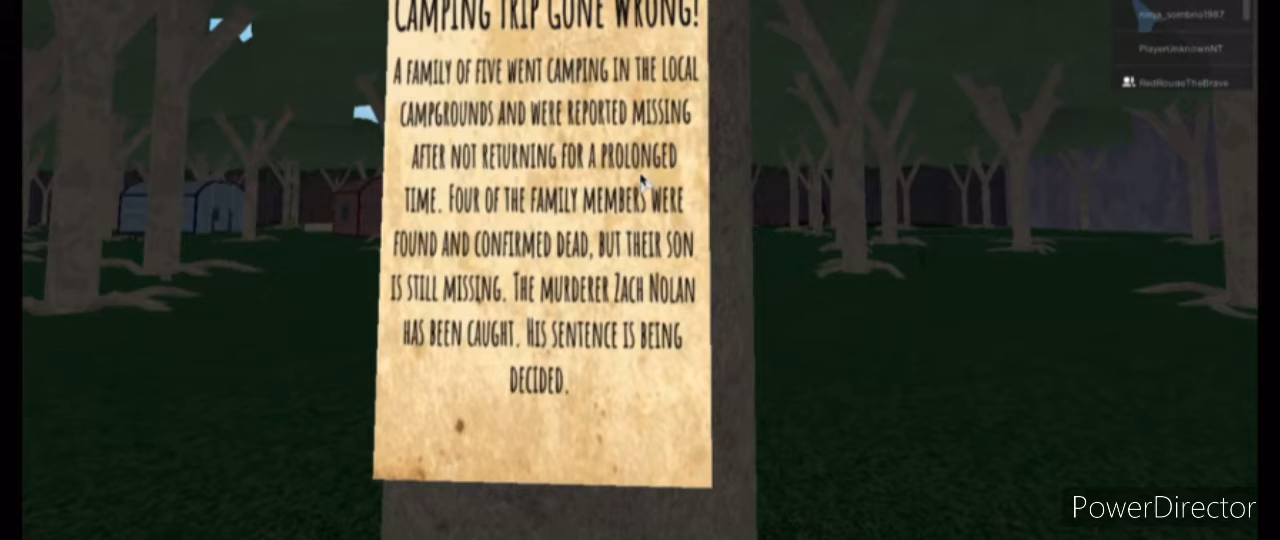 CAMPING TRIP GONE WRONG!
A FAMILY OF FIVE WENT CAMPING IN THE LOCAL
CAMPGROUNDS AND WERE REPORTED MISSING
AFTER NOT RETURNING FOR A PROLONGED
TIME. FOUR OF THE FAMILY MEMBERS WERE
FOUND AND CONFIRMED DEAD, BUT THEIR SON
IS STILL MISSING. THE MURDERER ZACH NOLAN
HAS BEEN CAUGHT. HIS SENTENCE IS BEING
DECIDED.
ninja_sombrio1987
PlayerUnknownNT
RedRougeTheBrave
PowerDirector